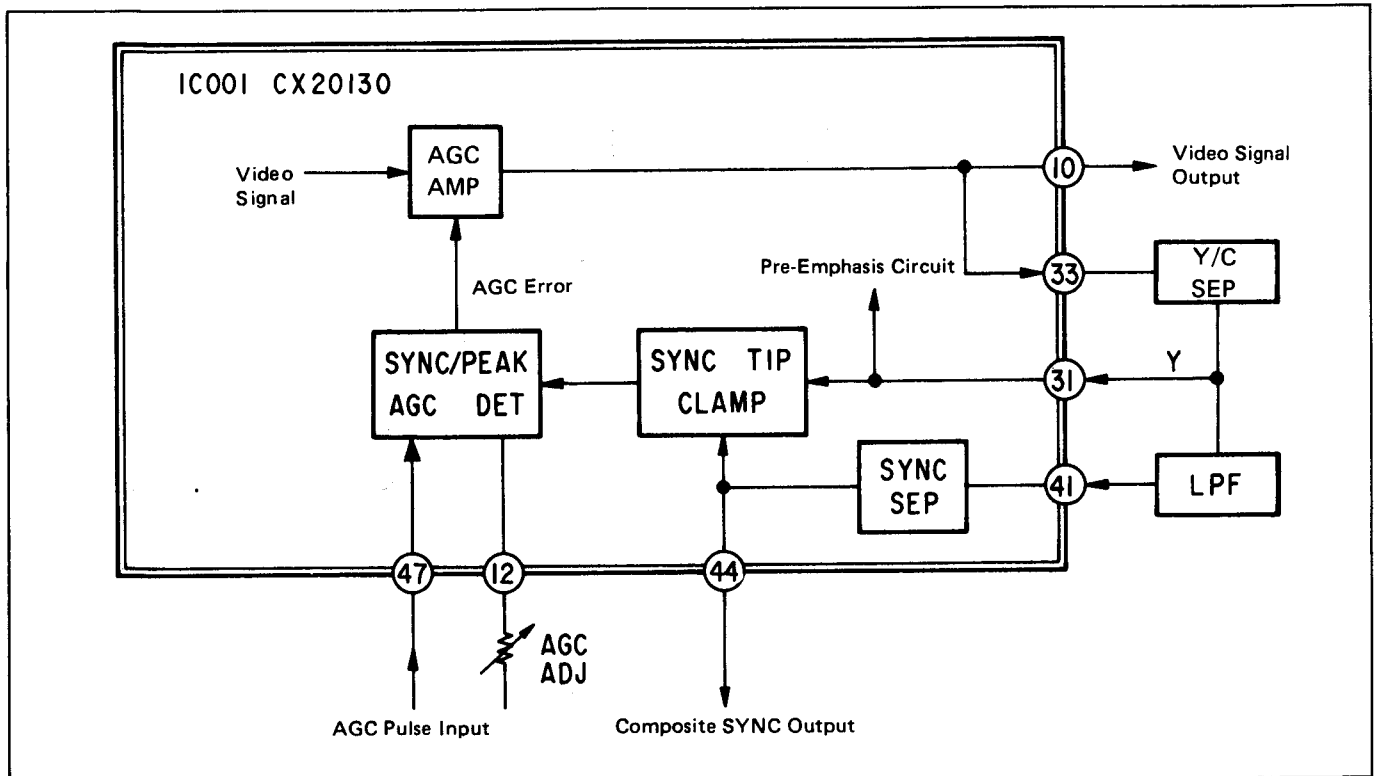 IC001 CX20130
AGC
AMP
Video
Signal
10
Video Signal
Output
Pre-Emphasis Circuit
33
Y/C
SEP
AGC Error
SYNC/PEAK
AGC DET
SYNC TIP
CLAMP
31
Y
SYNC
SEP
41
LPF
47
12
44
AGC
ADJ
AGC Pulse Input
Composite SYNC Output